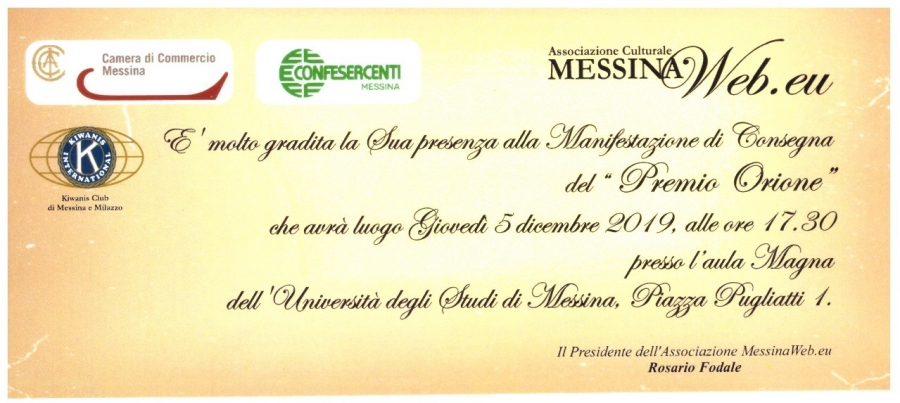 Camera di Commercio
Messina
CONFESERCENTI
MESSINA
Associazione Culturale
MESSINAWeb.eu
KIWANIS
INTERNATIONAL
K
Kiwanis Club
di Messina e Milazzo
E' molto gradita la Sua presenza alla Manifestazione di Consegna
del " Premio Orione"
che avrà luogo Giovedì 5 dicembre 2019, alle ore 17.30
presso l'aula Magna
dell'Università degli Studi di Messina, Piazza Pugliatti 1.
Il Presidente dell'Associazione MessinaWeb.eu
Rosario Fodale